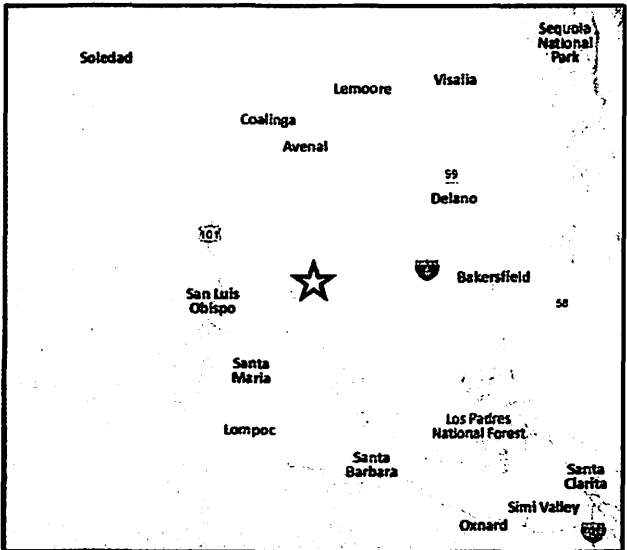 Sequoia
National
Park
Soledad
Visalia
Lemoore
Coalinga
Avenal
99
Delano
101
Bakersfield
San Luis
Obispo
58
Santa
Maria
Los Padres
National Forest
Lompoc
Santa
Barbara
Santa
Clarita
Simi Valley
Oxnard